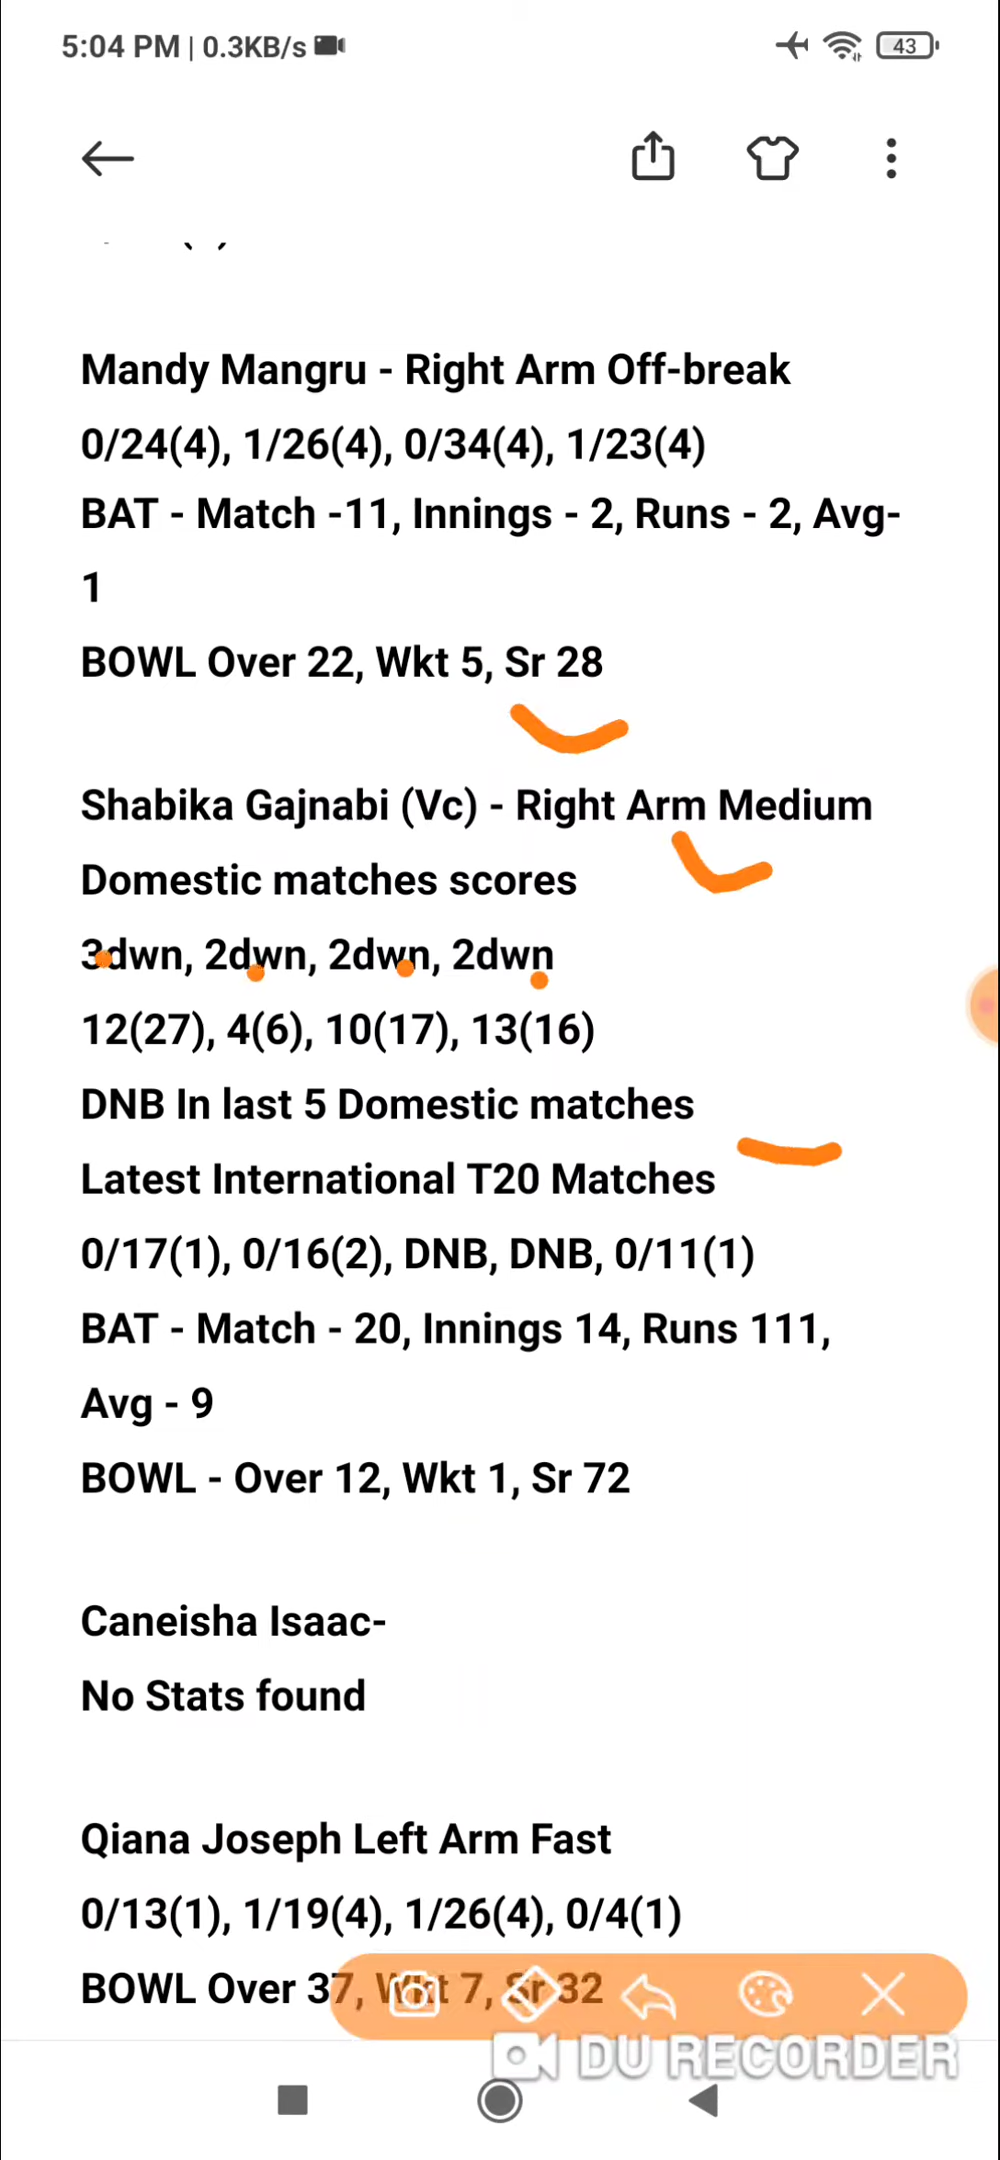 5:04 PM | 0.3KB/s
43
Mandy Mangru - Right Arm Off-break
0/24(4), 1/26(4), 0/34(4), 1/23(4)
BAT - Match -11, Innings - 2, Runs - 2, Avg-
1
BOWL Over 22, Wkt 5, Sr 28
Shabika Gajnabi (Vc) - Right Arm Medium
Domestic matches scores
3dwn, 2dwn, 2dwn, 2dwn
12(27), 4(6), 10(17), 13(16)
DNB In last 5 Domestic matches
Latest International T20 Matches
0/17(1), 0/16(2), DNB, DNB, 0/11(1)
BAT - Match - 20, Innings 14, Runs 111,
Avg - 9
BOWL - Over 12, Wkt 1, Sr 72
Caneisha Isaac-
No Stats found
Qiana Joseph Left Arm Fast
0/13(1), 1/19(4), 1/26(4), 0/4(1)
BOWL Over 37, Wkt 7, Sr 32
DU RECORDER